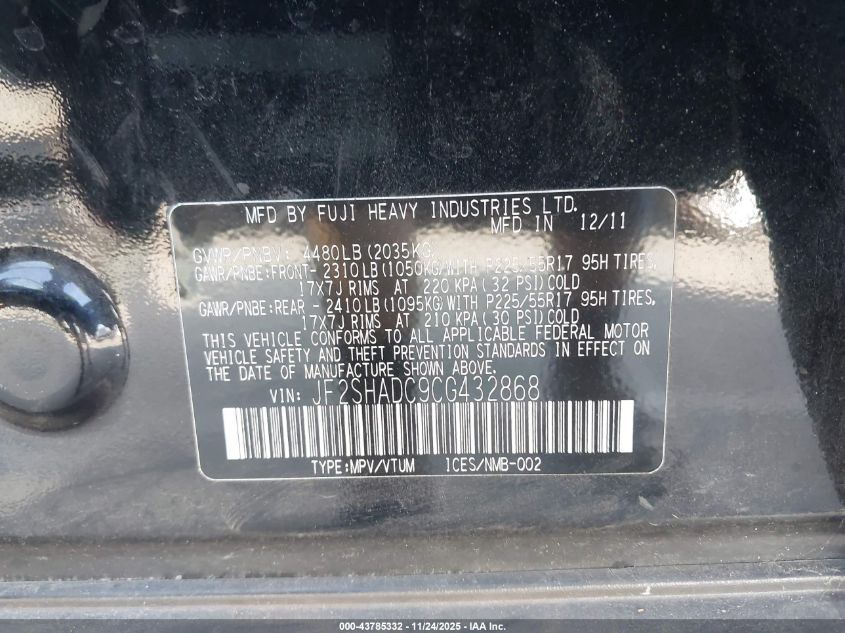 MFD BY FUJI HEAVY INDUSTRIES LTD.
MFD IN 12/11
GVWR/PNBV: 4480LB (2035KG)
GAWR/PNBE:FRONT- 2310LB (1050KG) WITH P225/55R17 95H TIRES,
17X7J RIMS AT 220 KPA (32 PSI) COLD
GAWR/PNBE:REAR - 2410LB (1095KG) WITH P225/55R17 95H TIRES,
17X7J RIMS AT 210 KPA (30 PSI) COLD
THIS VEHICLE CONFORMS TO ALL APPLICABLE FEDERAL MOTOR
VEHICLE SAFETY AND THEFT PREVENTION STANDARDS IN EFFECT ON
THE DATE OF MANUFACTURE SHOWN ABOVE.
VIN: JF2SHADC9CG432868
TYPE:MPV/VTUM ICES/NMB-002
000-43785332 - 11/24/2025 - IAA Inc.